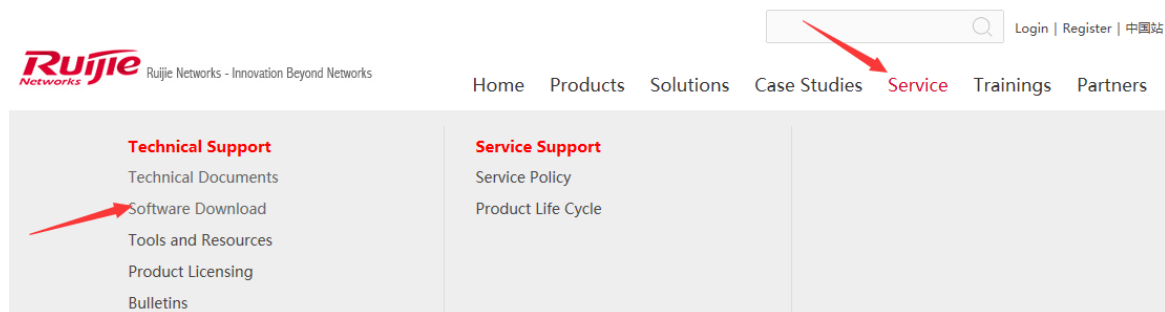 Login | Register | 中国站
Ruijie Networks
Ruijie Networks - Innovation Beyond Networks
Home Products Solutions Case Studies Service Trainings Partners
Technical Support
Technical Documents
Software Download
Tools and Resources
Product Licensing
Bulletins
Service Support
Service Policy
Product Life Cycle